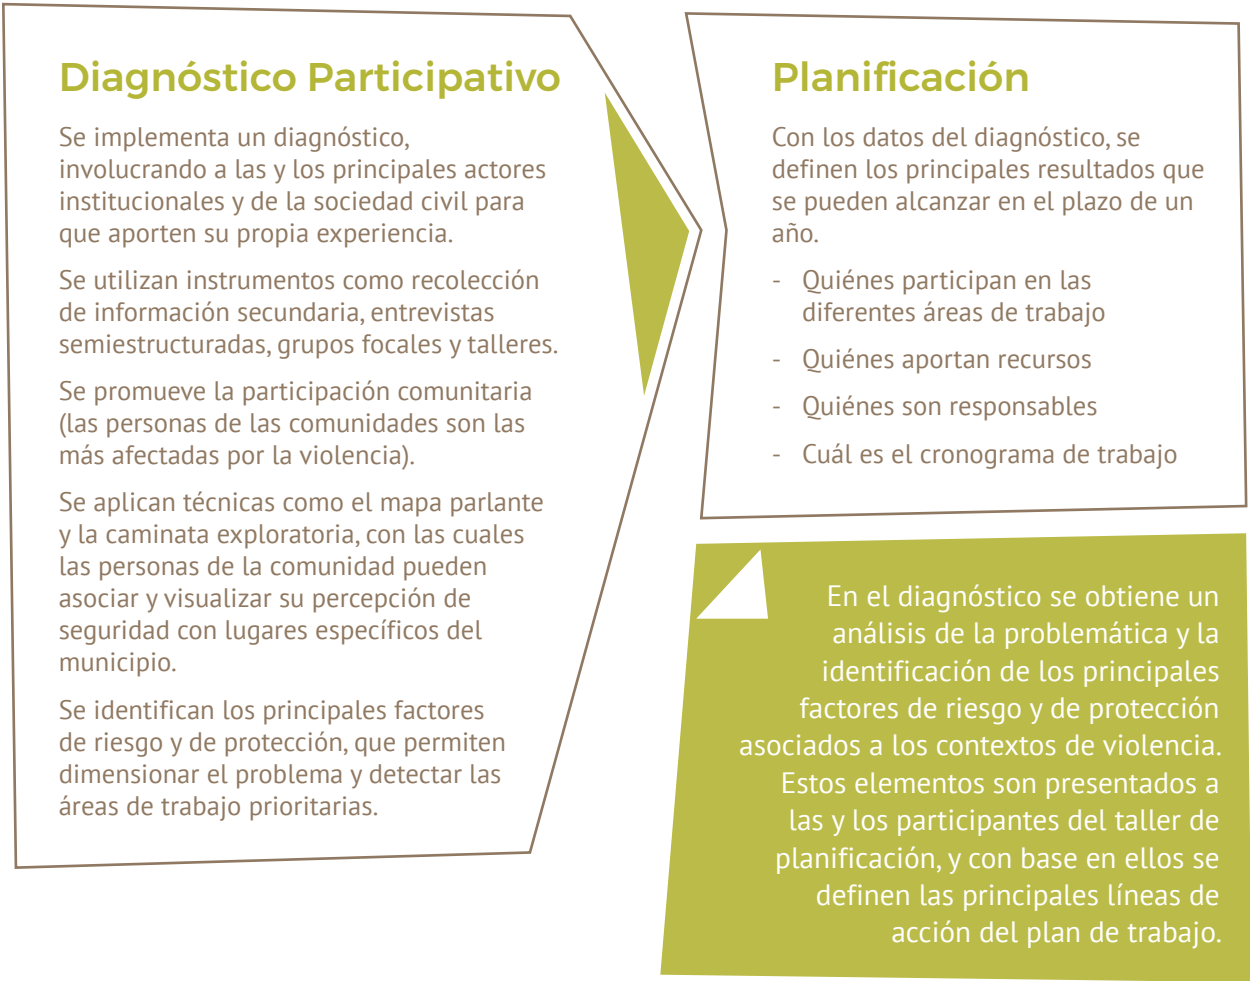 Diagnóstico Participativo
Se implementa un diagnóstico,
involucrando a las y los principales actores
institucionales y de la sociedad civil para
que aporten su propia experiencia.
Se utilizan instrumentos como recolección
de información secundaria, entrevistas
semiestructuradas, grupos focales y talleres.
Se promueve la participación comunitaria
(las personas de las comunidades son las
más afectadas por la violencia).
Se aplican técnicas como el mapa parlante
y la caminata exploratoria, con las cuales
las personas de la comunidad pueden
asociar y visualizar su percepción de
seguridad con lugares específicos del
municipio.
Se identifican los principales factores
de riesgo y de protección, que permiten
dimensionar el problema y detectar las
áreas de trabajo prioritarias.
Planificación
Con los datos del diagnóstico, se
definen los principales resultados que
se pueden alcanzar en el plazo de un
año.
- Quiénes participan en las
diferentes áreas de trabajo
- Quiénes aportan recursos
- Quiénes son responsables
- Cuál es el cronograma de trabajo
En el diagnóstico se obtiene un
análisis de la problemática y la
identificación de los principales
factores de riesgo y de protección
asociados a los contextos de violencia.
Estos elementos son presentados a
las y los participantes del taller de
planificación, y con base en ellos se
definen las principales líneas de
acción del plan de trabajo.